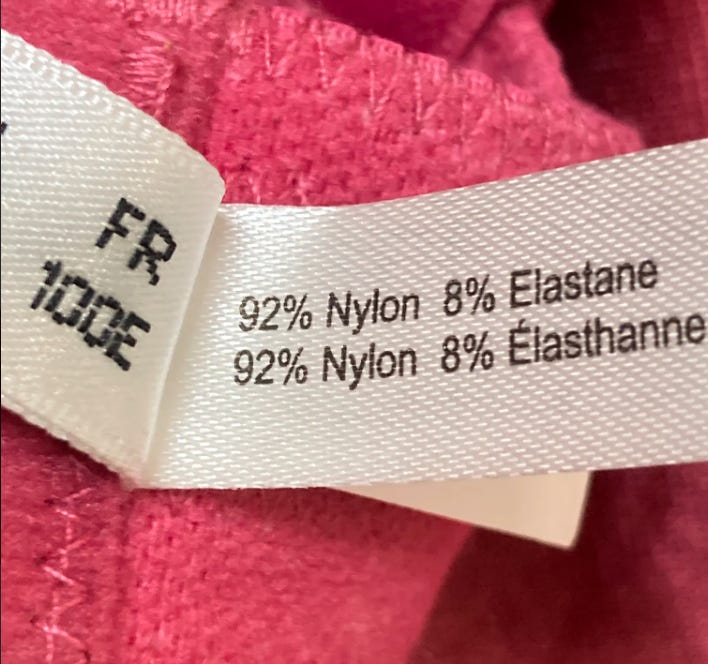 FR
100E
92% Nylon 8% Elastane
92% Nylon 8% Élasthanne